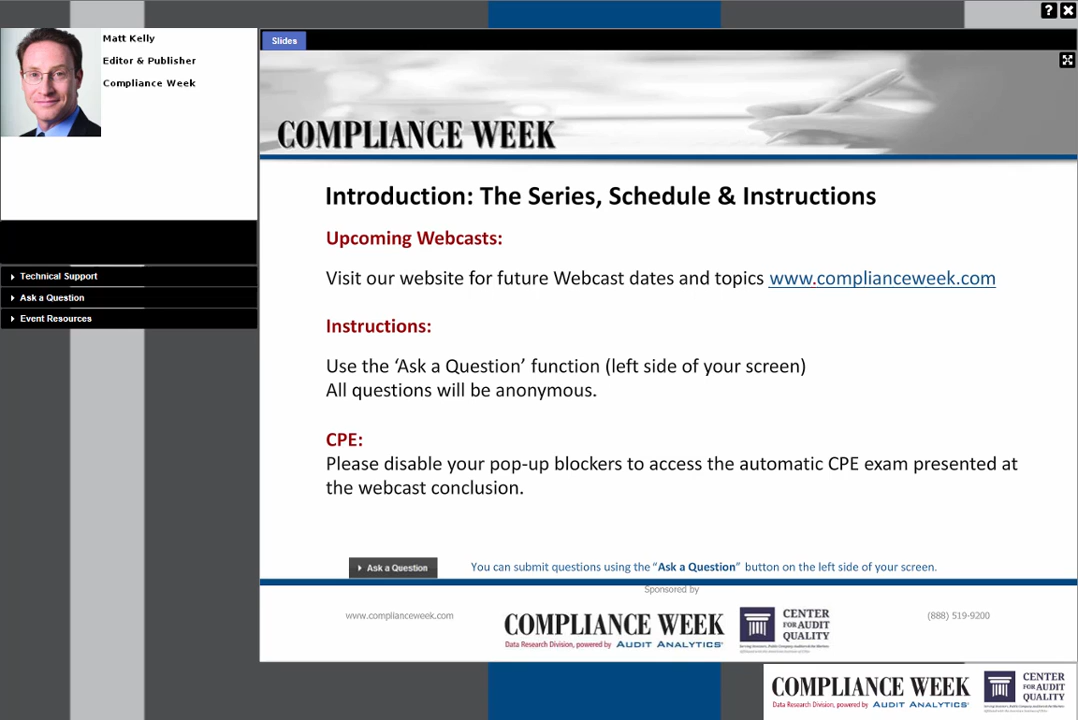 Matt Kelly
Editor & Publisher
Compliance Week
Technical Support
Ask a Question
Event Resources
Slides
COMPLIANCE WEEK
Introduction: The Series, Schedule & Instructions
Upcoming Webcasts:
Visit our website for future Webcast dates and topics www.complianceweek.com
Instructions:
Use the ‘Ask a Question’ function (left side of your screen)
All questions will be anonymous.
CPE:
Please disable your pop-up blockers to access the automatic CPE exam presented at
the webcast conclusion.
Ask a Question
You can submit questions using the “Ask a Question” button on the left side of your screen.
Sponsored by
www.complianceweek.com
COMPLIANCE WEEK
Data Research Division, powered by AUDIT ANALYTICS
CENTER
FOR AUDIT
QUALITY
(888) 519-9200
COMPLIANCE WEEK
Data Research Division, powered by AUDIT ANALYTICS
CENTER
FOR AUDIT
QUALITY